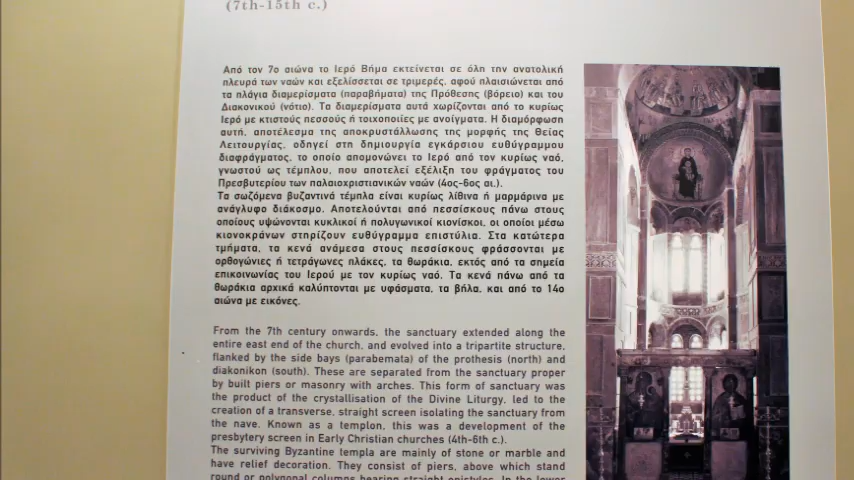 (7th-15th c.)
Από τον 7ο αιώνα το Ιερό Βήμα εκτείνεται σε όλη την ανατολική
πλευρά των ναών και εξελίσσεται σε τριμερές, αφού πλαισιώνεται από
τα πλάγια διαμερίσματα (παραβήματα) της Πρόθεσης (βόρειο) και του
Διακονικού (νότιο). Τα διαμερίσματα αυτά χωρίζονται από το κυρίως
Ιερό με κτιστούς πεσσούς ή τοιχοποιίες με ανοίγματα. Η διαμόρφωση
αυτή, αποτέλεσμα της αποκρυστάλλωσης της μορφής της Θείας
Λειτουργίας, οδηγεί στη δημιουργία εγκάρσιου ευθύγραμμου
διαφράγματος, το οποίο απομονώνει το Ιερό από τον κυρίως ναό,
γνωστού ως τέμπλου, που αποτελεί εξέλιξη του φράγματος του
Πρεσβυτερίου των παλαιοχριστιανικών ναών (4ος-6ος αι.).
Τα σωζόμενα βυζαντινά τέμπλα είναι κυρίως λίθινα ή μαρμάρινα με
ανάγλυφο διάκοσμο. Αποτελούνται από πεσσίσκους πάνω στους
οποίους υψώνονται κυκλικοί ή πολυγωνικοί κιονίσκοι, οι οποίοι μέσω
κιονοκράνων στηρίζουν ευθύγραμμα επιστύλια. Στα κατώτερα
τμήματα, τα κενά ανάμεσα στους πεσσίσκους φράσσονται με
ορθογώνιες ή τετράγωνες πλάκες, τα θωράκια, εκτός από τα σημεία
επικοινωνίας του Ιερού με τον κυρίως ναό. Τα κενά πάνω από τα
θωράκια αρχικά καλύπτονται με υφάσματα, τα βήλα, και από το 14ο
αιώνα με εικόνες.
From the 7th century onwards, the sanctuary extended along the
entire east end of the church, and evolved into a tripartite structure,
flanked by the side bays (parabemata) of the prothesis (north) and
diakonikon (south). These are separated from the sanctuary proper
by built piers or masonry with arches. This form of sanctuary was
the product of the crystallisation of the Divine Liturgy, led to the
creation of a transverse, straight screen isolating the sanctuary from
the nave. Known as a templon, this was a development of the
presbytery screen in Early Christian churches (4th-6th c.).
The surviving Byzantine templa are mainly of stone or marble and
have relief decoration. They consist of piers, above which stand
round or polygonal columns bearing straight epistyles. In the lower